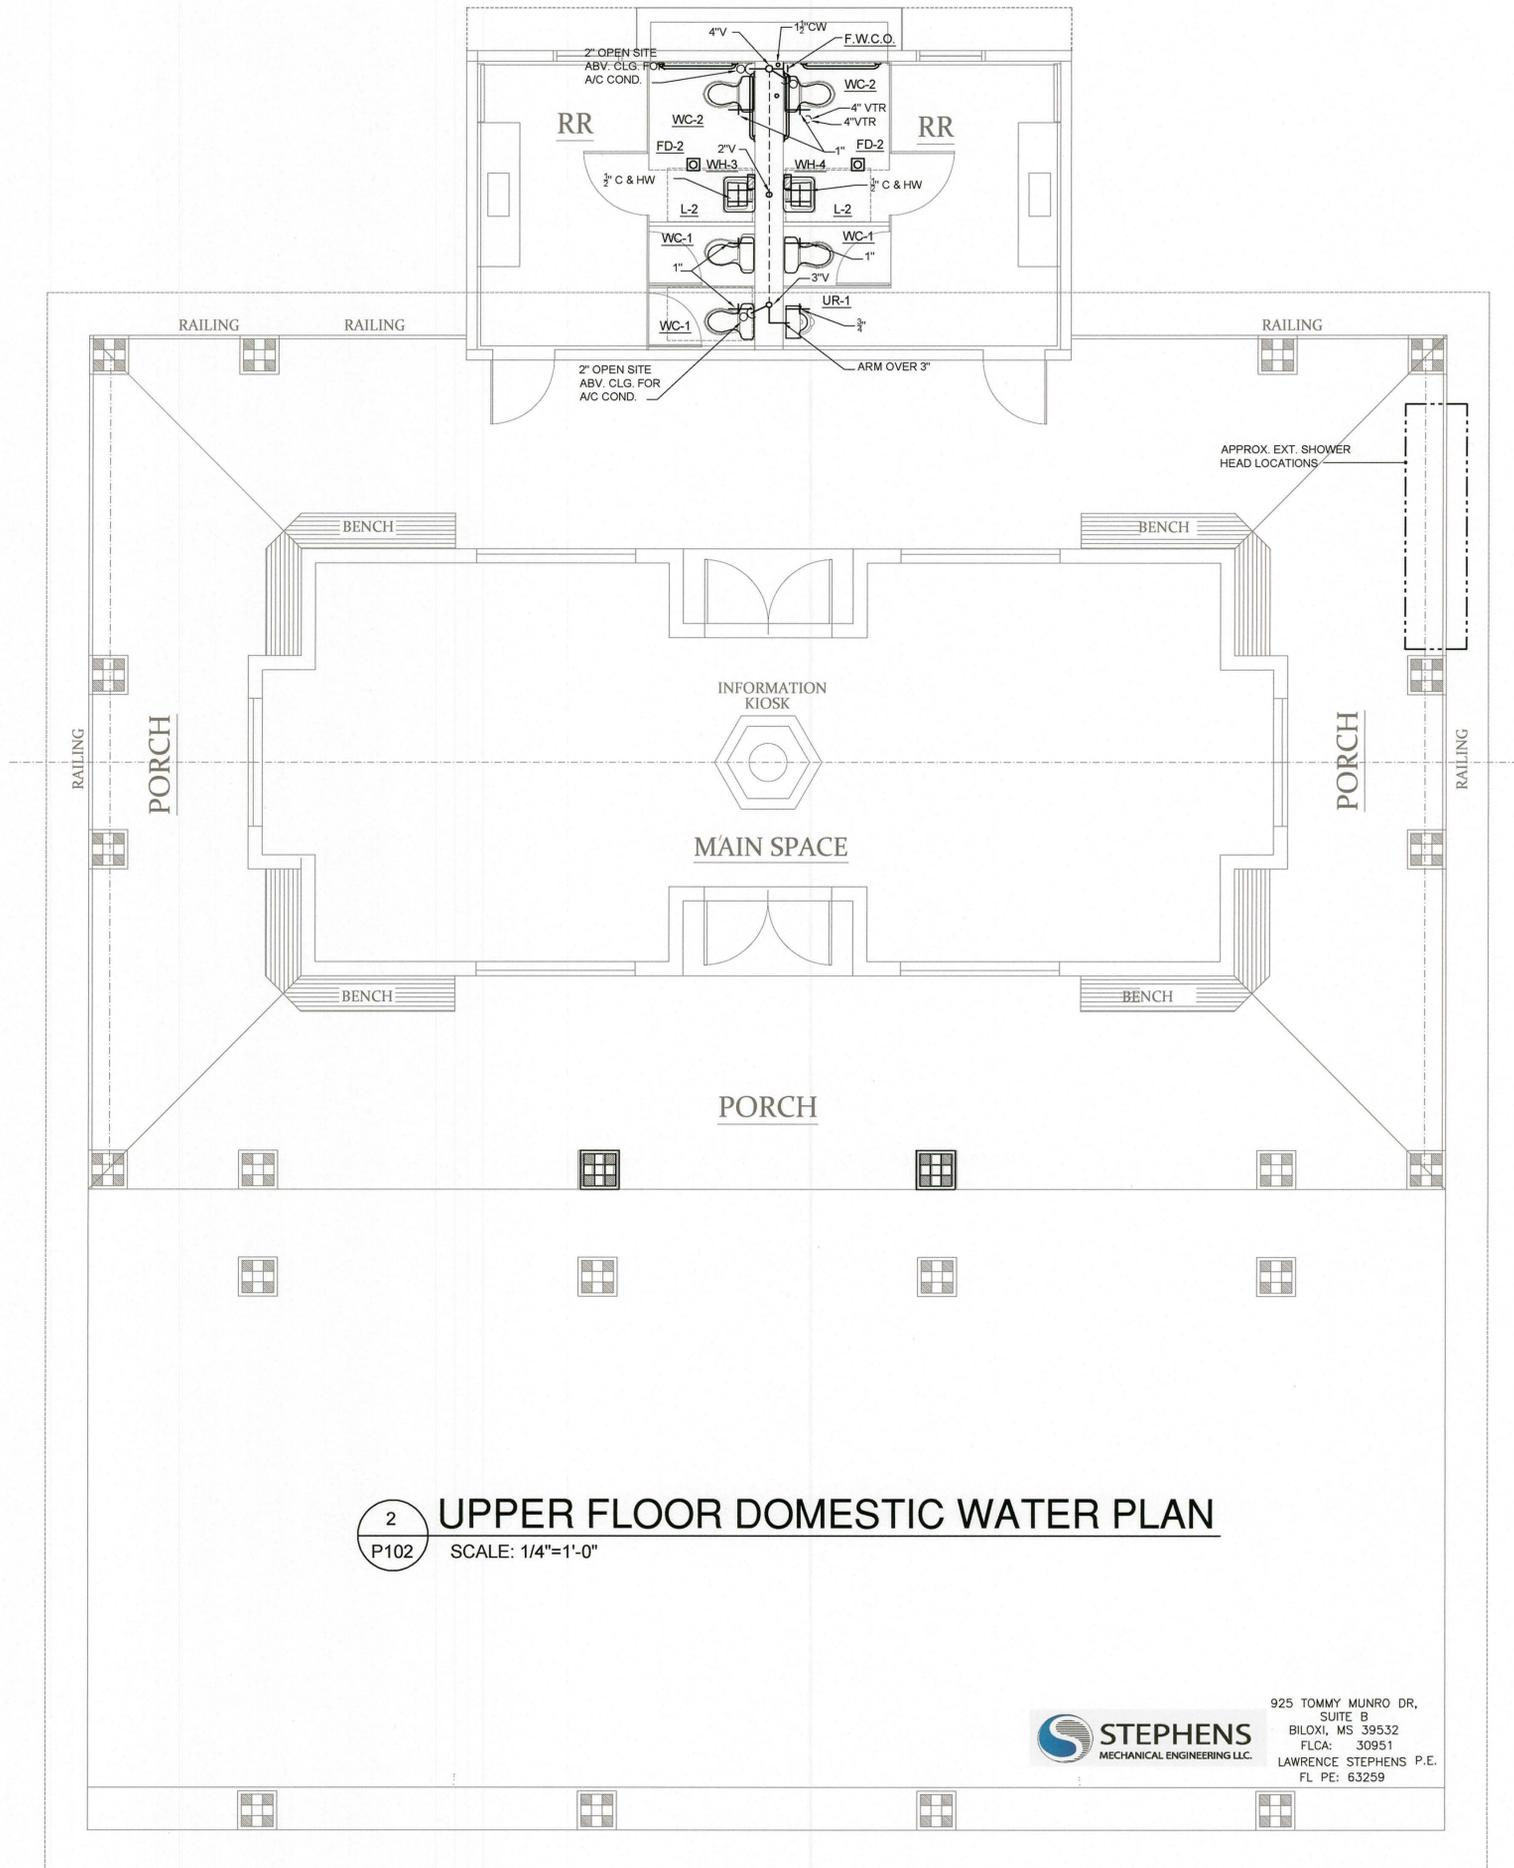 4"V
1½"CW
F.W.C.O.
2" OPEN SITE
ABV. CLG. FOR
A/C COND.
WC-2
WC-2
4" VTR
4"VTR
RR
RR
1"
FD-2
FD-2
2"V
WH-3
WH-4
½" C & HW
½" C & HW
L-2
L-2
WC-1
WC-1
1"
1"
3"V
UR-1
WC-1
¾"
RAILING
RAILING
RAILING
ARM OVER 3"
2" OPEN SITE
ABV. CLG. FOR
A/C COND.
APPROX. EXT. SHOWER
HEAD LOCATIONS
BENCH
BENCH
INFORMATION
KIOSK
RAILING
PORCH
PORCH
RAILING
MAIN SPACE
BENCH
BENCH
PORCH
2
P102
UPPER FLOOR DOMESTIC WATER PLAN
SCALE: 1/4"=1'-0"
STEPHENS
MECHANICAL ENGINEERING LLC.
925 TOMMY MUNRO DR,
SUITE B
BILOXI, MS 39532
FLCA: 30951
LAWRENCE STEPHENS P.E.
FL PE: 63259